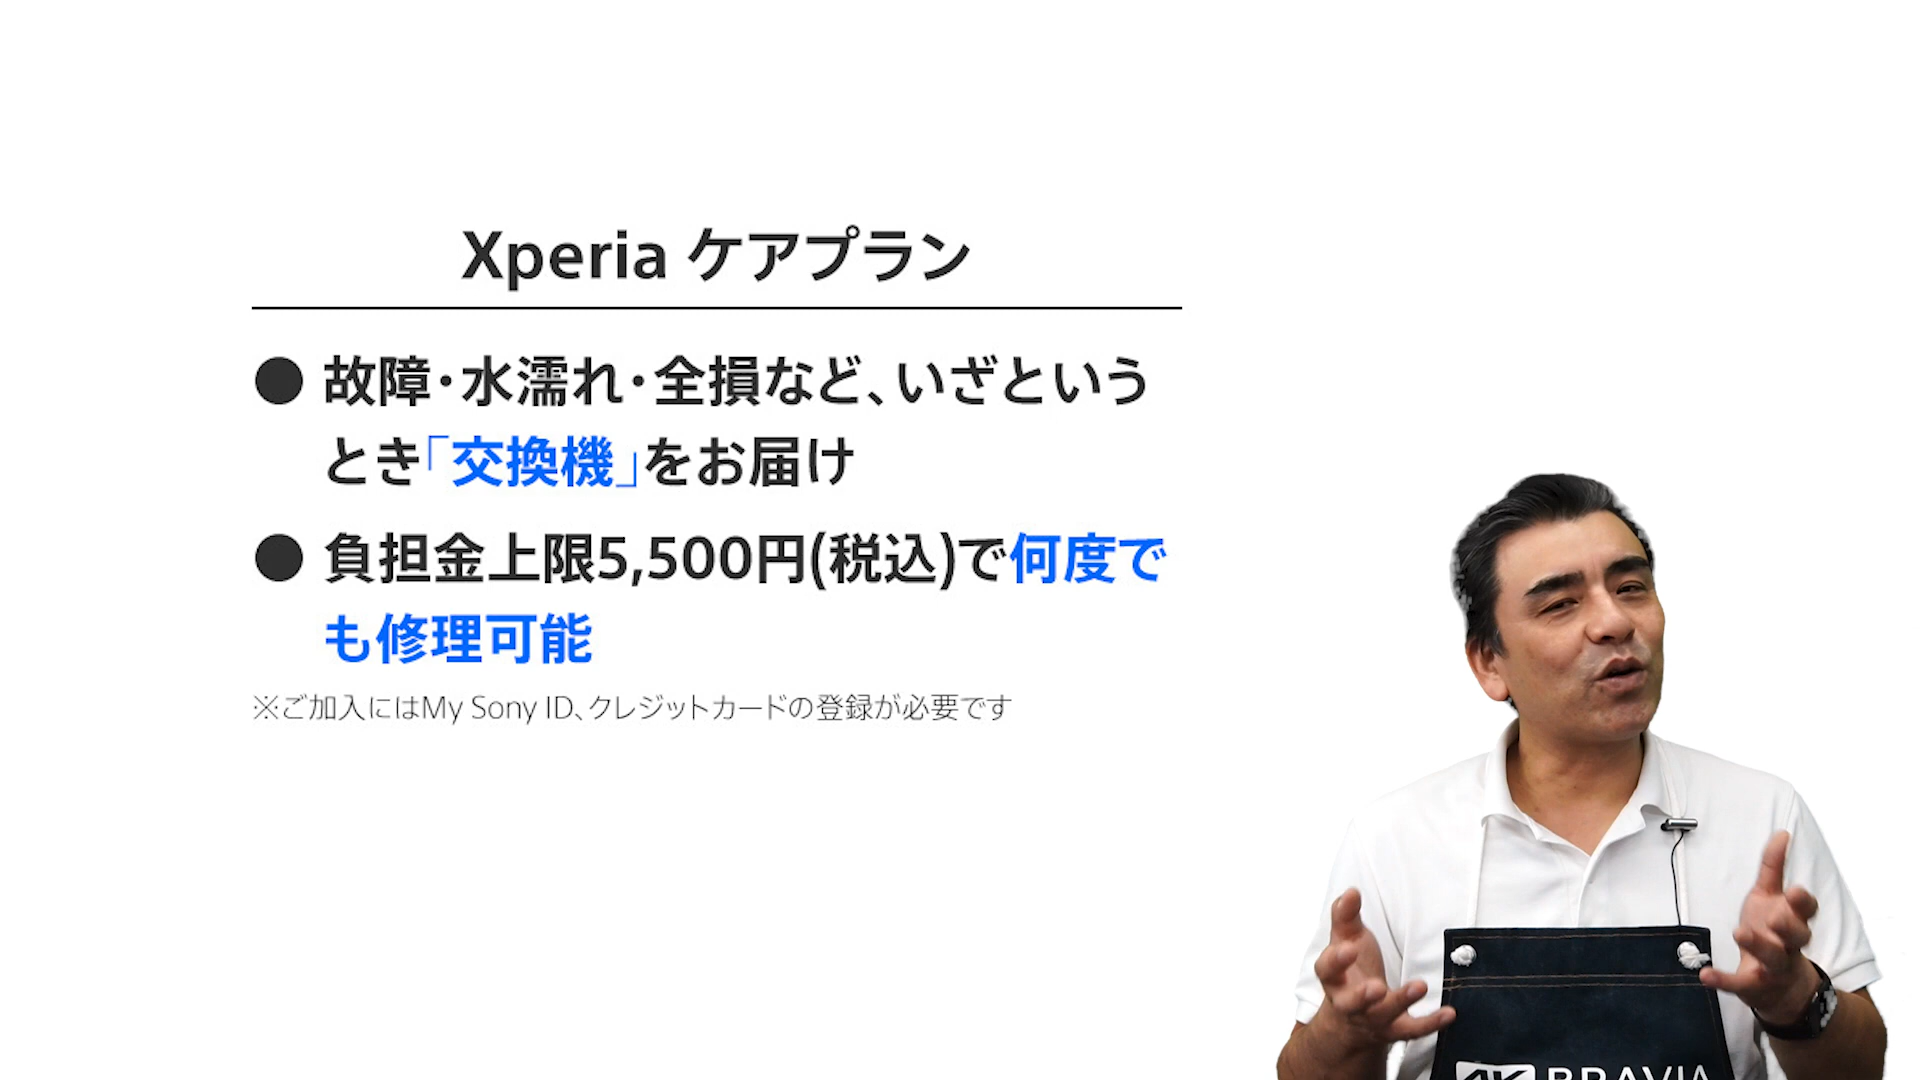 Xperia ケアプラン
● 故障・水濡れ・全損など、いざという
とき「交換機」をお届け
● 負担金上限5,500円(税込)で何度で
も修理可能
※ご加入にはMy Sony ID、クレジットカードの登録が必要です
4K BRAVIA